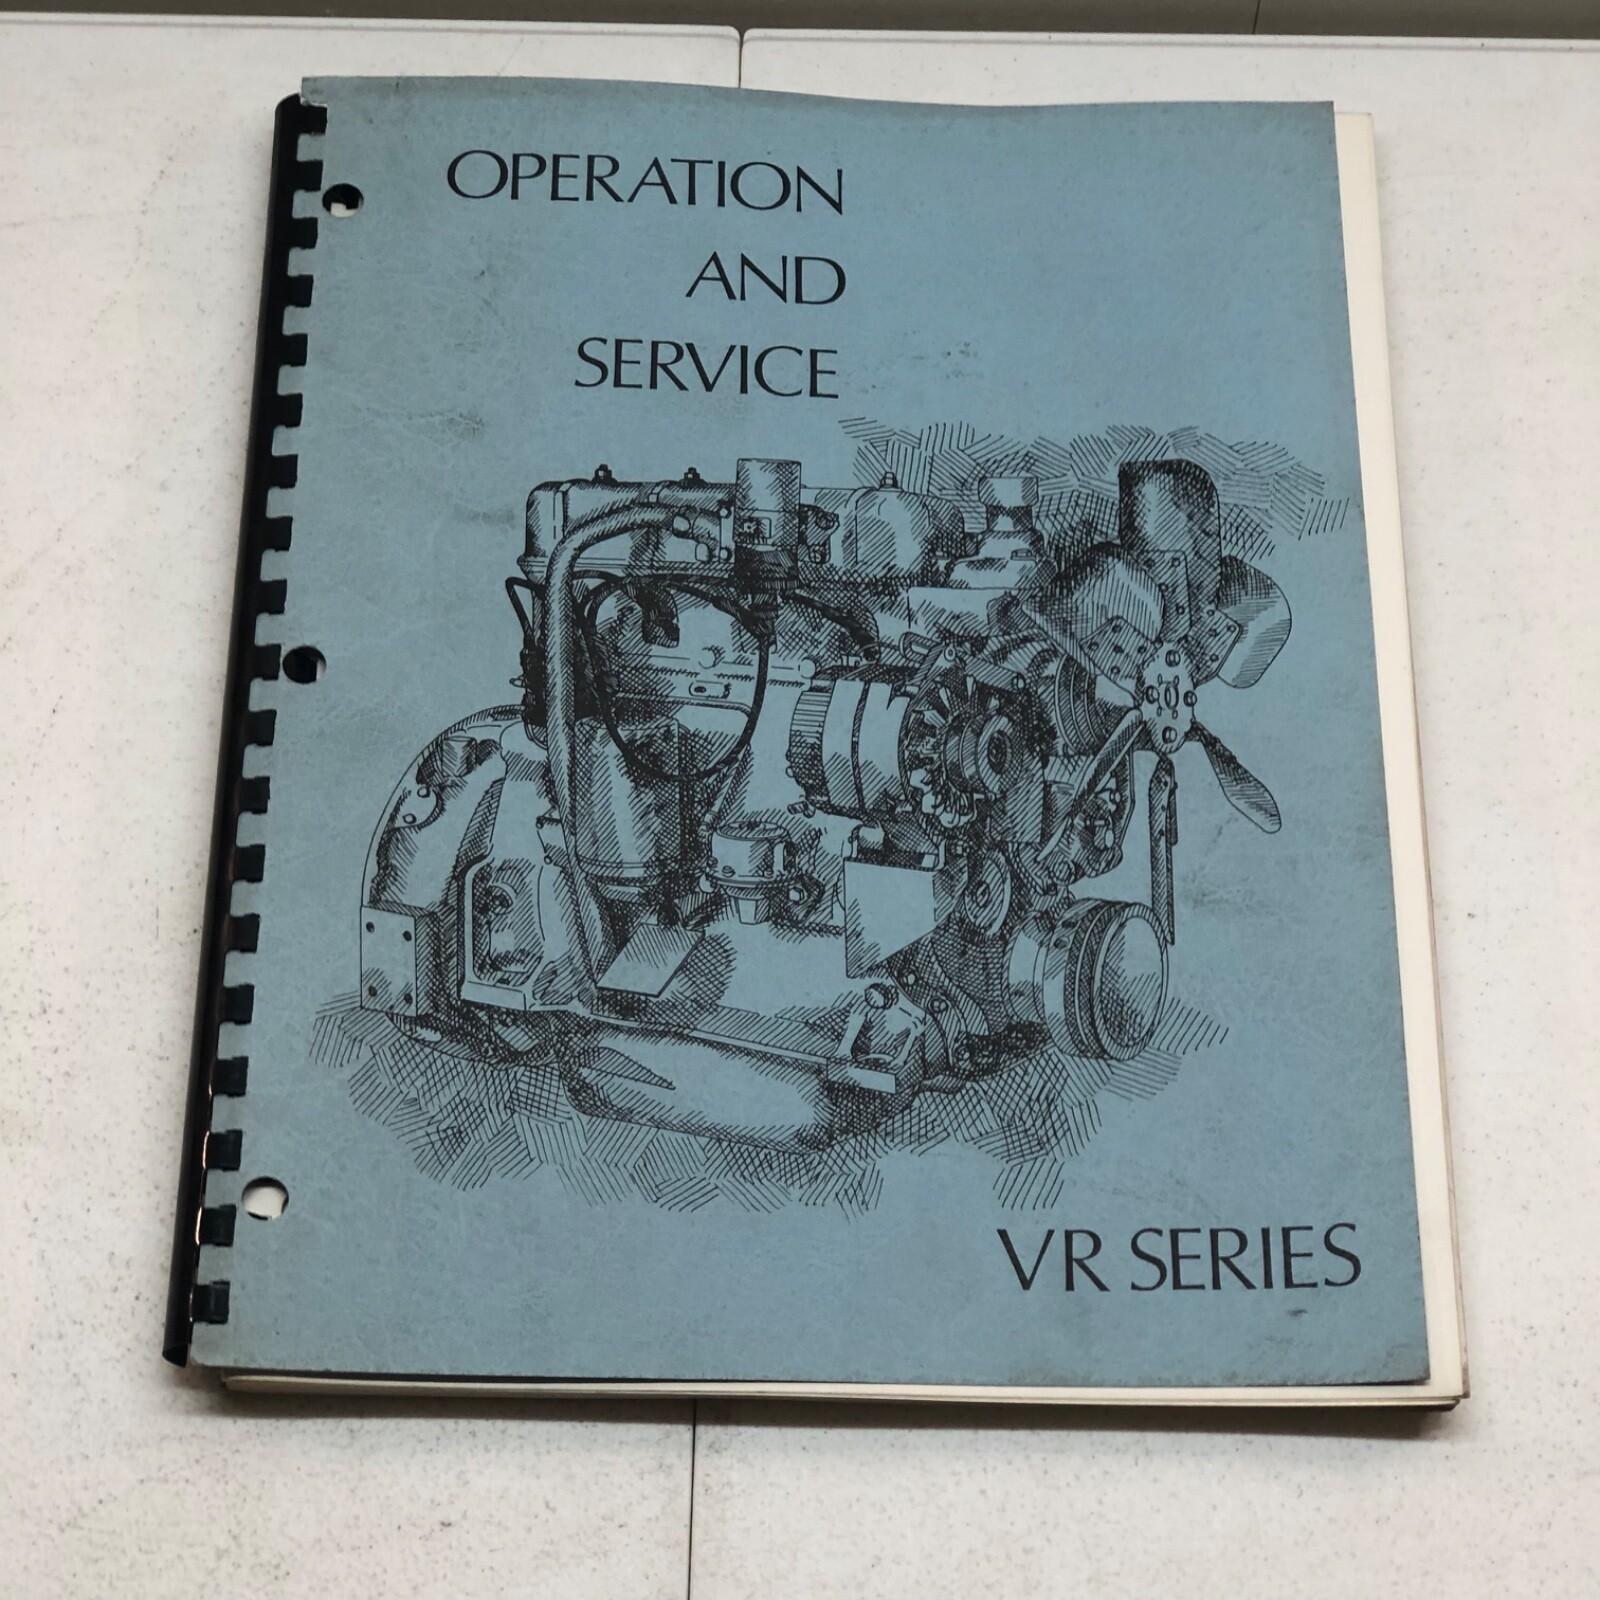 OPERATION
AND
SERVICE
VR SERIES